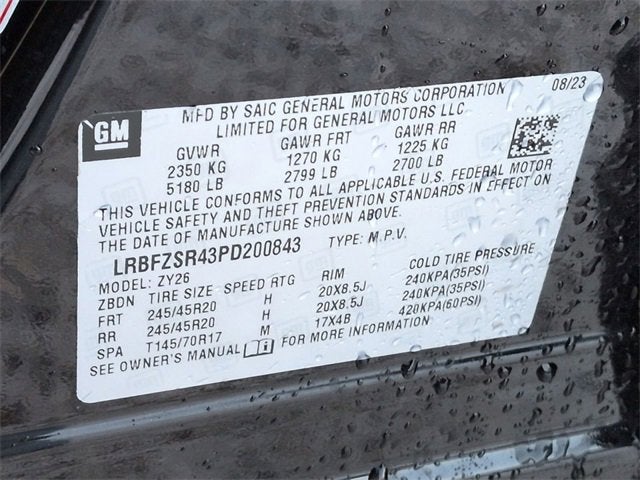 GM
MFD BY SAIC GENERAL MOTORS CORPORATION 08/23
LIMITED FOR GENERAL MOTORS LLC
GVWR GAWR FRT GAWR RR
2350 KG 1270 KG 1225 KG
5180 LB 2799 LB 2700 LB
THIS VEHICLE CONFORMS TO ALL APPLICABLE U.S. FEDERAL MOTOR
VEHICLE SAFETY AND THEFT PREVENTION STANDARDS IN EFFECT ON
THE DATE OF MANUFACTURE SHOWN ABOVE.
LRBFZSR43PD200843 TYPE: M.P.V.
MODEL: ZY26
ZBDN TIRE SIZE SPEED RTG RIM COLD TIRE PRESSURE
FRT 245/45R20 H 20X8.5J 240KPA(35PSI)
RR 245/45R20 H 20X8.5J 240KPA(35PSI)
SPA T145/70R17 M 17X4B 420KPA(60PSI)
SEE OWNER'S MANUAL FOR MORE INFORMATION